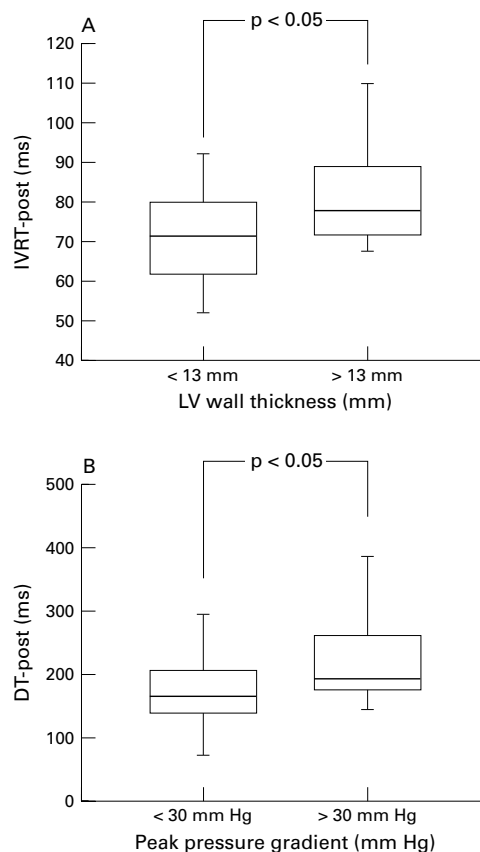 A
p < 0.05
120
110
100
90
80
70
60
50
40
IVRT-post (ms)
< 13 mm
> 13 mm
LV wall thickness (mm)
B
p < 0.05
500
400
300
200
100
0
DT-post (ms)
< 30 mm Hg
> 30 mm Hg
Peak pressure gradient (mm Hg)